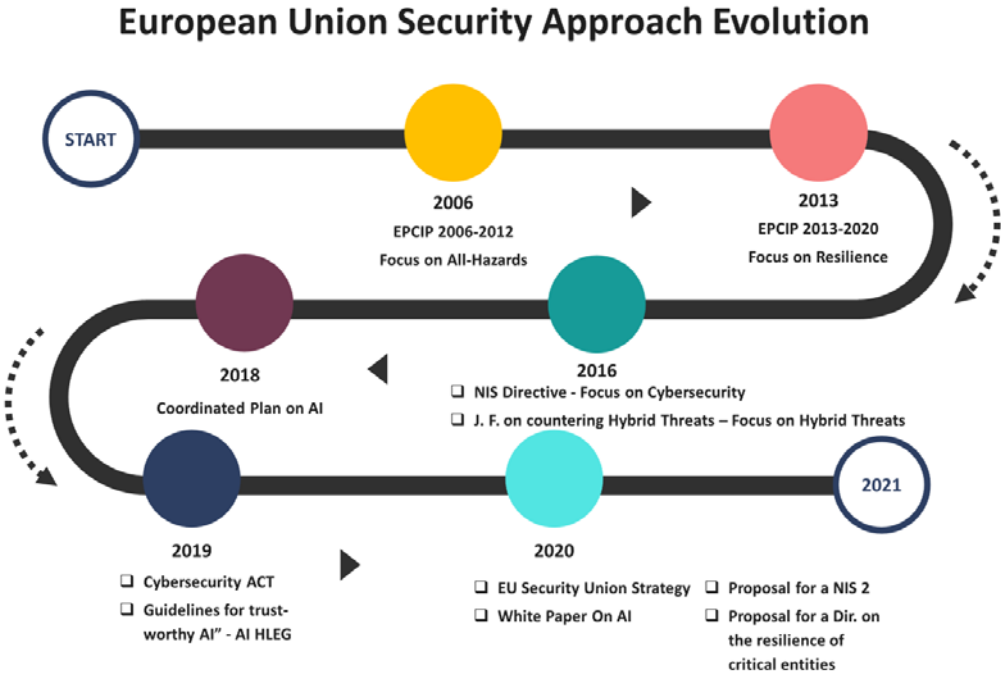 European Union Security Approach Evolution
START
2006
EPCIP 2006-2012
Focus on All-Hazards
2013
EPCIP 2013-2020
Focus on Resilience
2016
NIS Directive - Focus on Cybersecurity
J. F. on countering Hybrid Threats – Focus on Hybrid Threats
2018
Coordinated Plan on AI
2019
Cybersecurity ACT
Guidelines for trust-
worthy AI” - AI HLEG
2020
EU Security Union Strategy
White Paper On AI
Proposal for a NIS 2
Proposal for a Dir. on
the resilience of
critical entities
2021